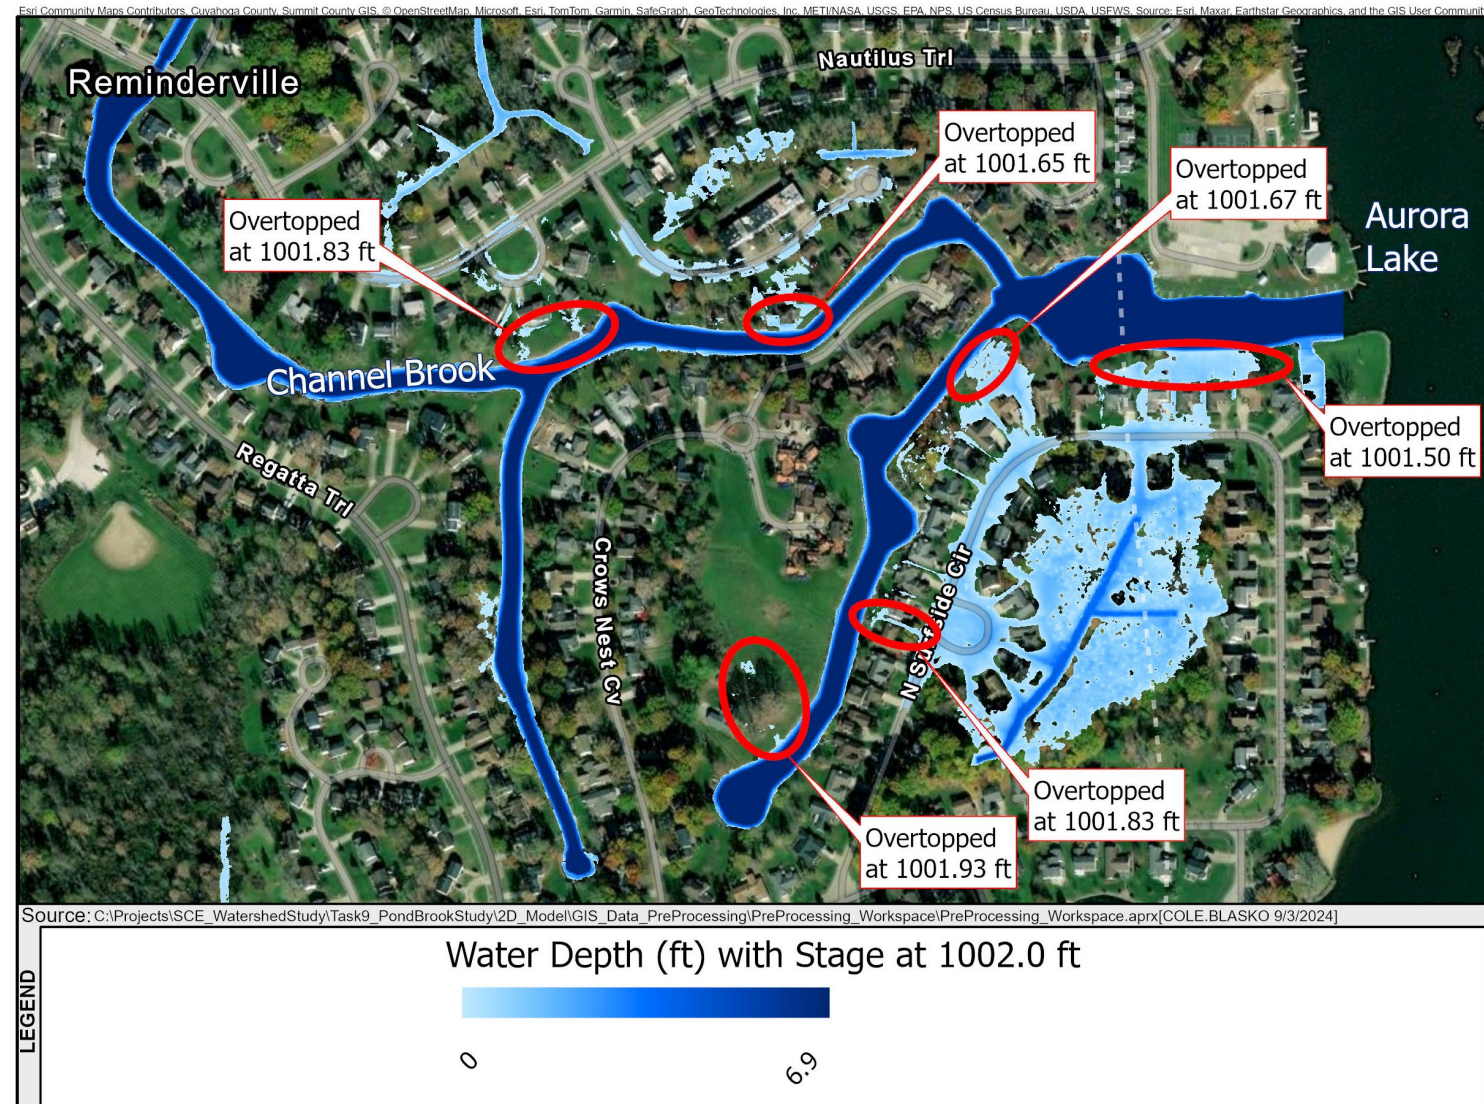 Esri Community Maps Contributors, Cuyahoga County, Summit County GIS, © OpenStreetMap, Microsoft, Esri, TomTom, Garmin, SafeGraph, GeoTechnologies, Inc, METI/NASA, USGS, EPA, NPS, US Census Bureau, USDA, USFWS, Source: Esri, Maxar, Earthstar Geographics, and the GIS User Community
Nautilus Trl
Reminderville
Overtopped
at 1001.65 ft
Overtopped
at 1001.67 ft
Overtopped
at 1001.83 ft
Aurora
Lake
Channel Brook
Overtopped
at 1001.50 ft
Regatta Trl
Crows Nest Cv
N Surfside Cir
Overtopped
at 1001.83 ft
Overtopped
at 1001.93 ft
Source: C:\Projects\SCE_WatershedStudy\Task9_PondBrookStudy\2D_Model\GIS_Data_PreProcessing\PreProcessing_Workspace\PreProcessing_Workspace.aprx[COLE.BLASKO 9/3/2024]
LEGEND
Water Depth (ft) with Stage at 1002.0 ft
0
6.9